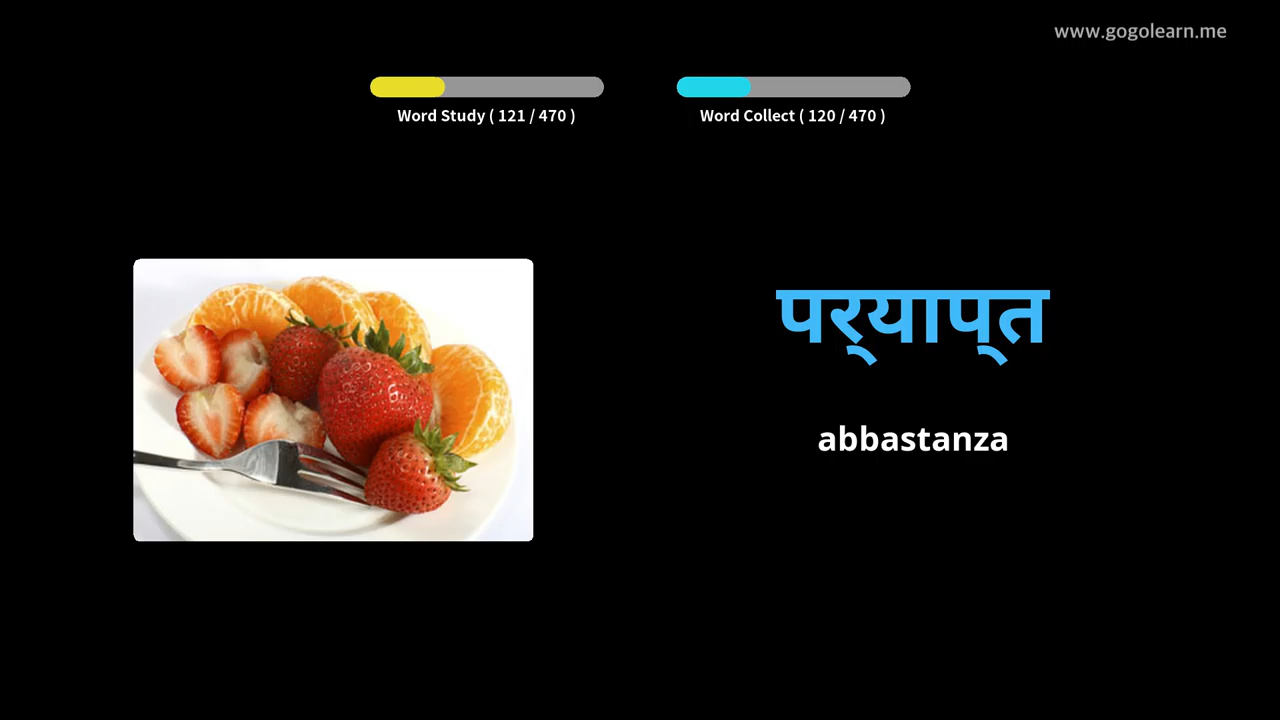 www.gogolearn.me
Word Study ( 121 / 470 )
Word Collect ( 120 / 470 )
पर्याप्त
abbastanza